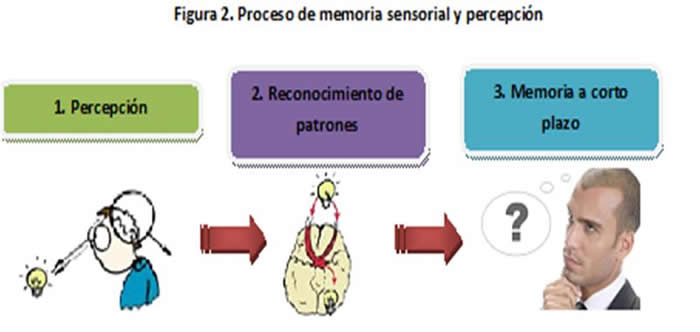 Figura 2. Proceso de memoria sensorial y percepción
1. Percepción
2. Reconocimiento de
patrones
3. Memoria a corto
plazo
?